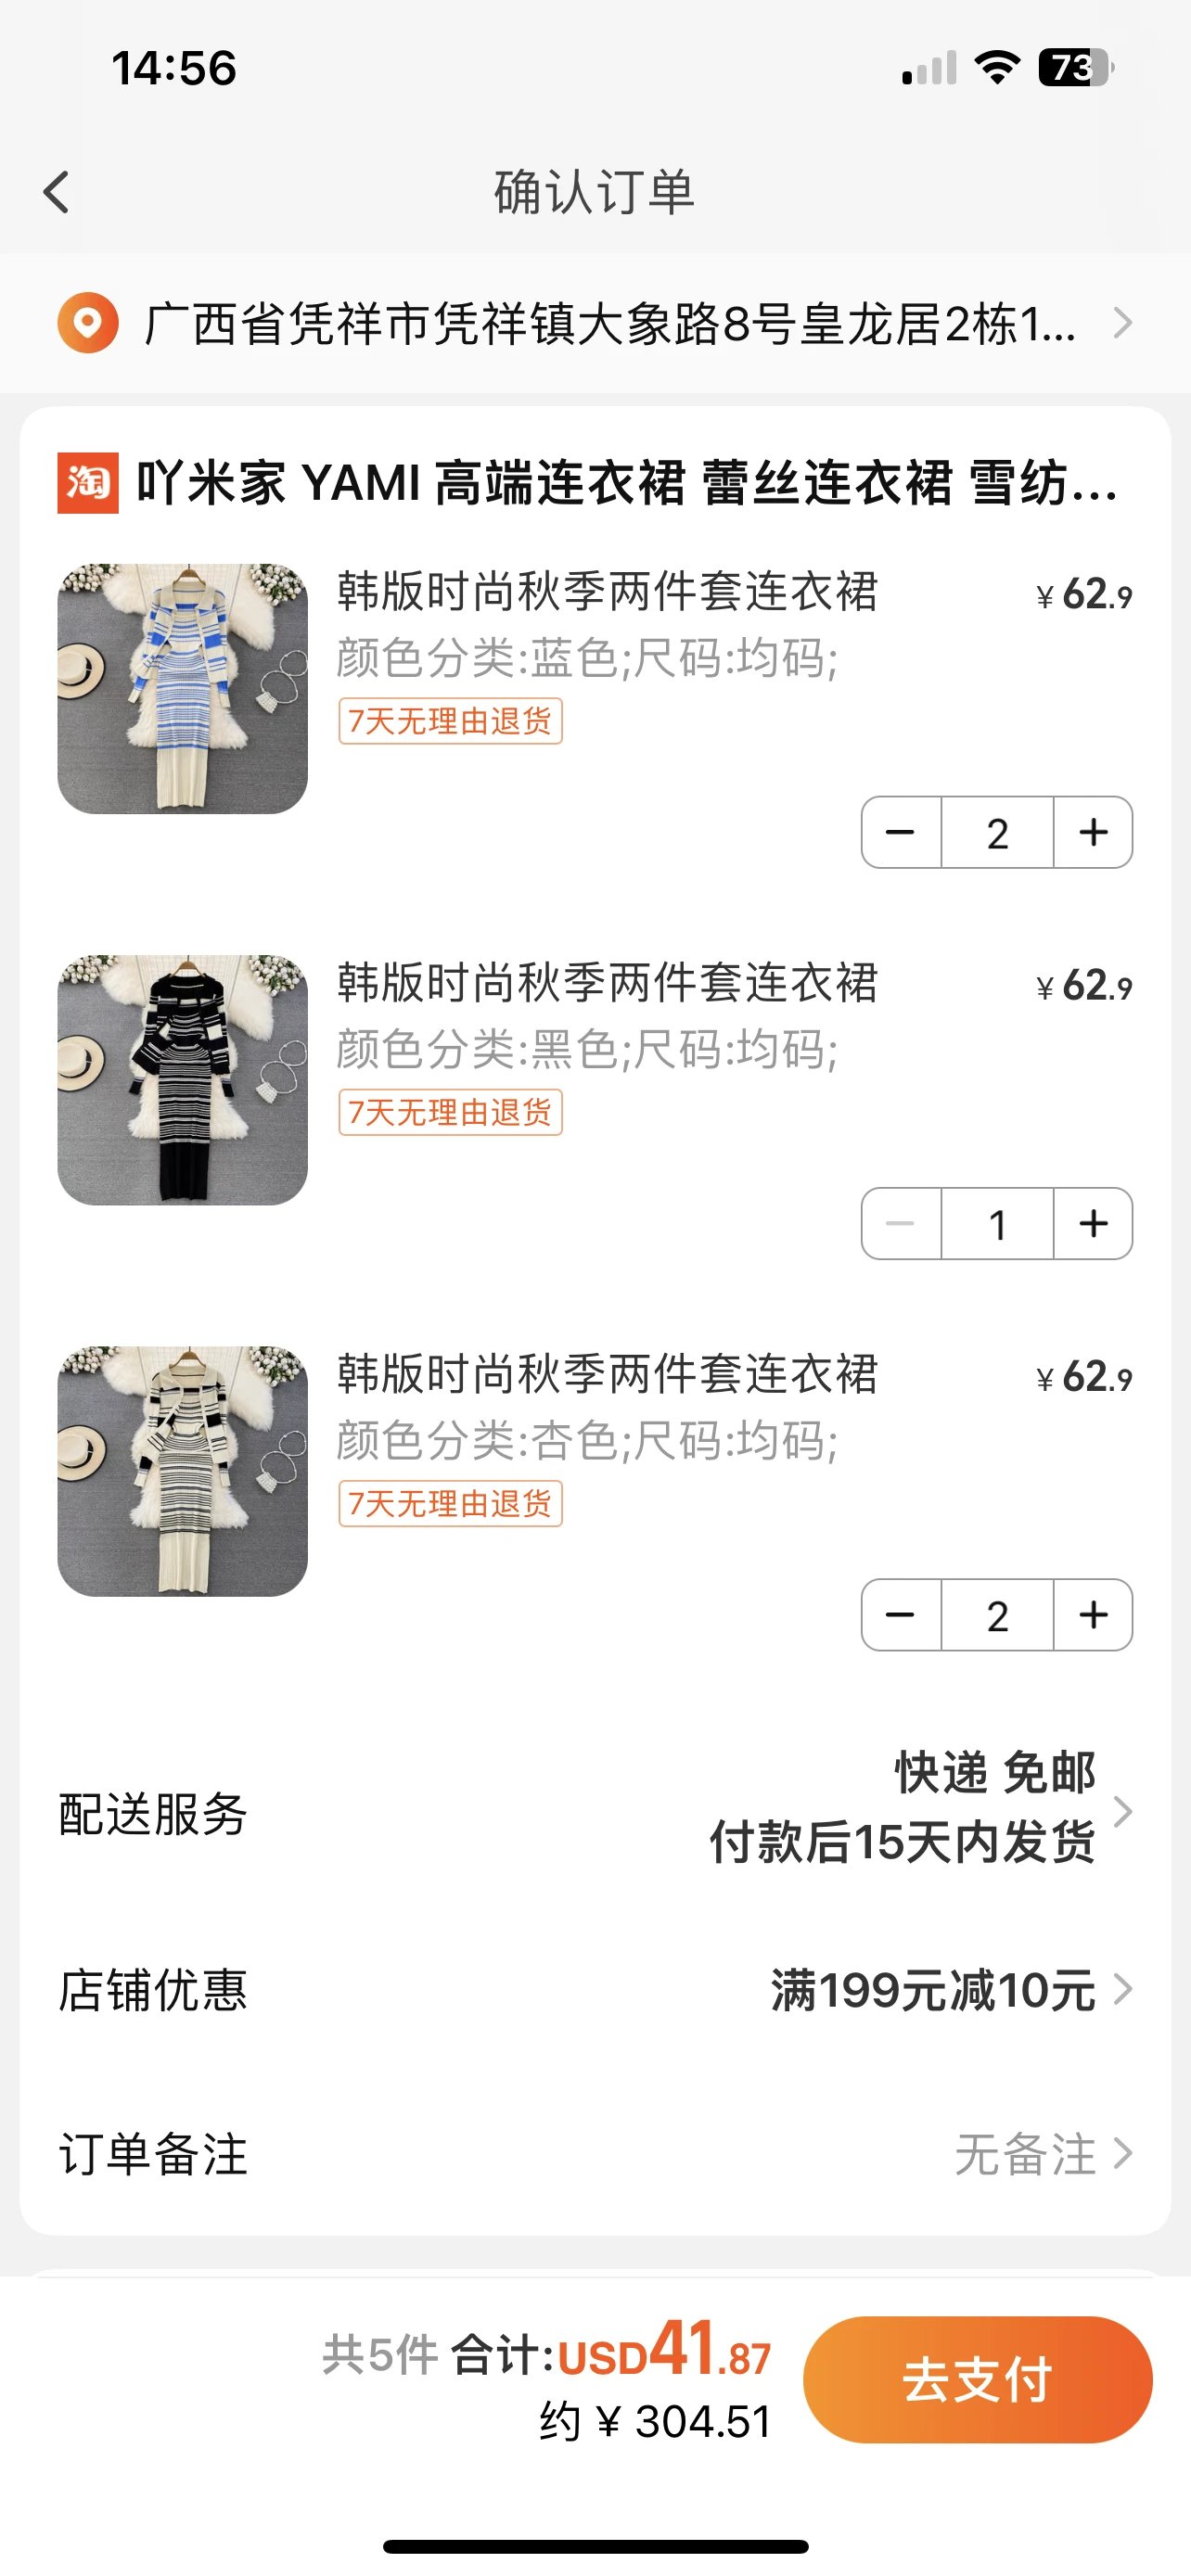 14:56
73
确认订单
广西省凭祥市凭祥镇大象路8号皇龙居2栋1...
淘 吖米家 YAMI 高端连衣裙 蕾丝连衣裙 雪纺...
韩版时尚秋季两件套连衣裙 ¥62.9
颜色分类:蓝色;尺码:均码;
7天无理由退货
2
韩版时尚秋季两件套连衣裙 ¥62.9
颜色分类:黑色;尺码:均码;
7天无理由退货
1
韩版时尚秋季两件套连衣裙 ¥62.9
颜色分类:杏色;尺码:均码;
7天无理由退货
2
配送服务 快递 免邮
付款后15天内发货
店铺优惠 满199元减10元
订单备注 无备注
共5件 合计:USD41.87
约 ¥ 304.51
去支付